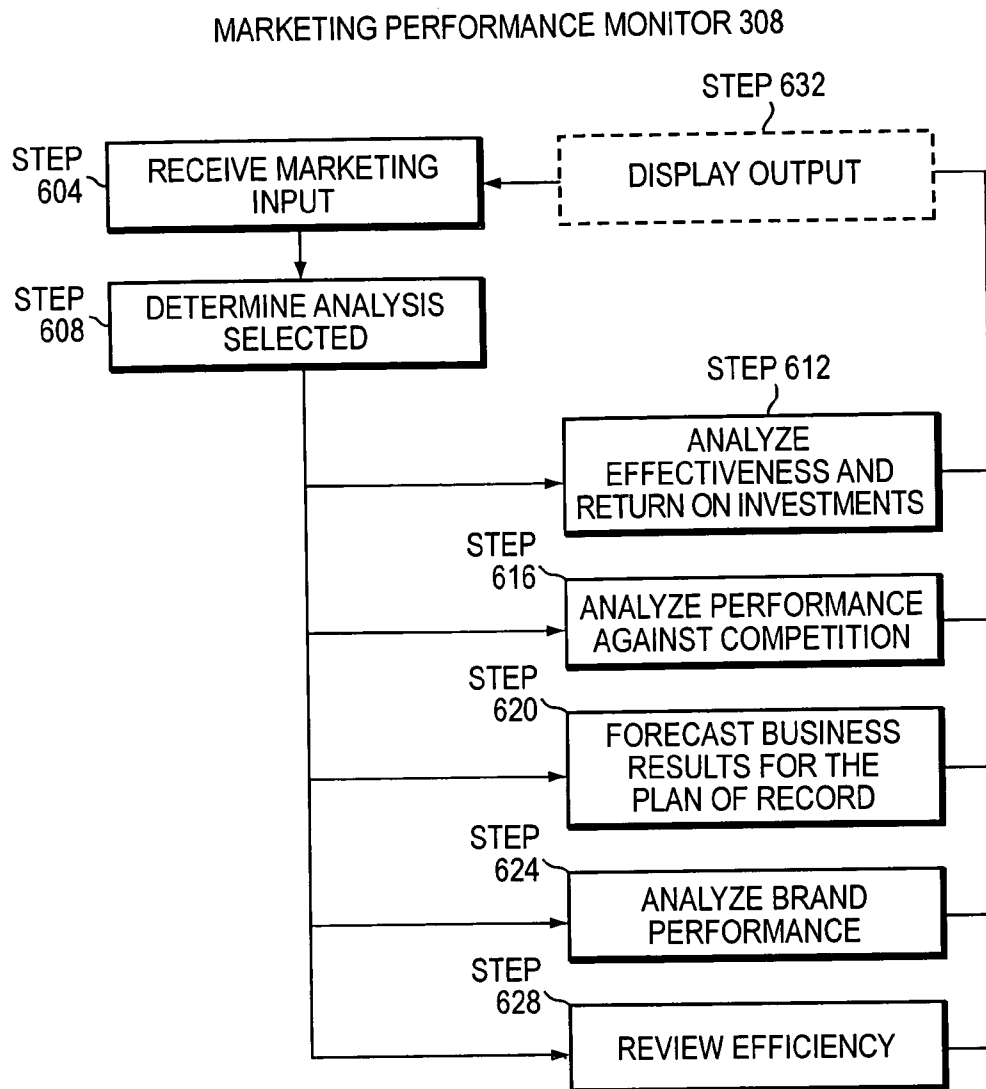 MARKETING PERFORMANCE MONITOR 308
STEP 632
STEP
604
RECEIVE MARKETING
INPUT
DISPLAY OUTPUT
STEP
608
DETERMINE ANALYSIS
SELECTED
STEP 612
ANALYZE
EFFECTIVENESS AND
RETURN ON INVESTMENTS
STEP
616
ANALYZE PERFORMANCE
AGAINST COMPETITION
STEP
620
FORECAST BUSINESS
RESULTS FOR THE
PLAN OF RECORD
STEP
624
ANALYZE BRAND
PERFORMANCE
STEP
628
REVIEW EFFICIENCY